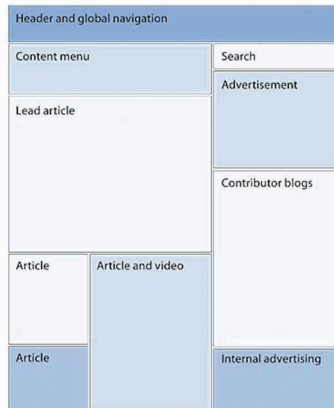 Header and global navigation
Content menu
Search
Advertisement
Lead article
Contributor blogs
Article
Article and video
Article
Internal advertising